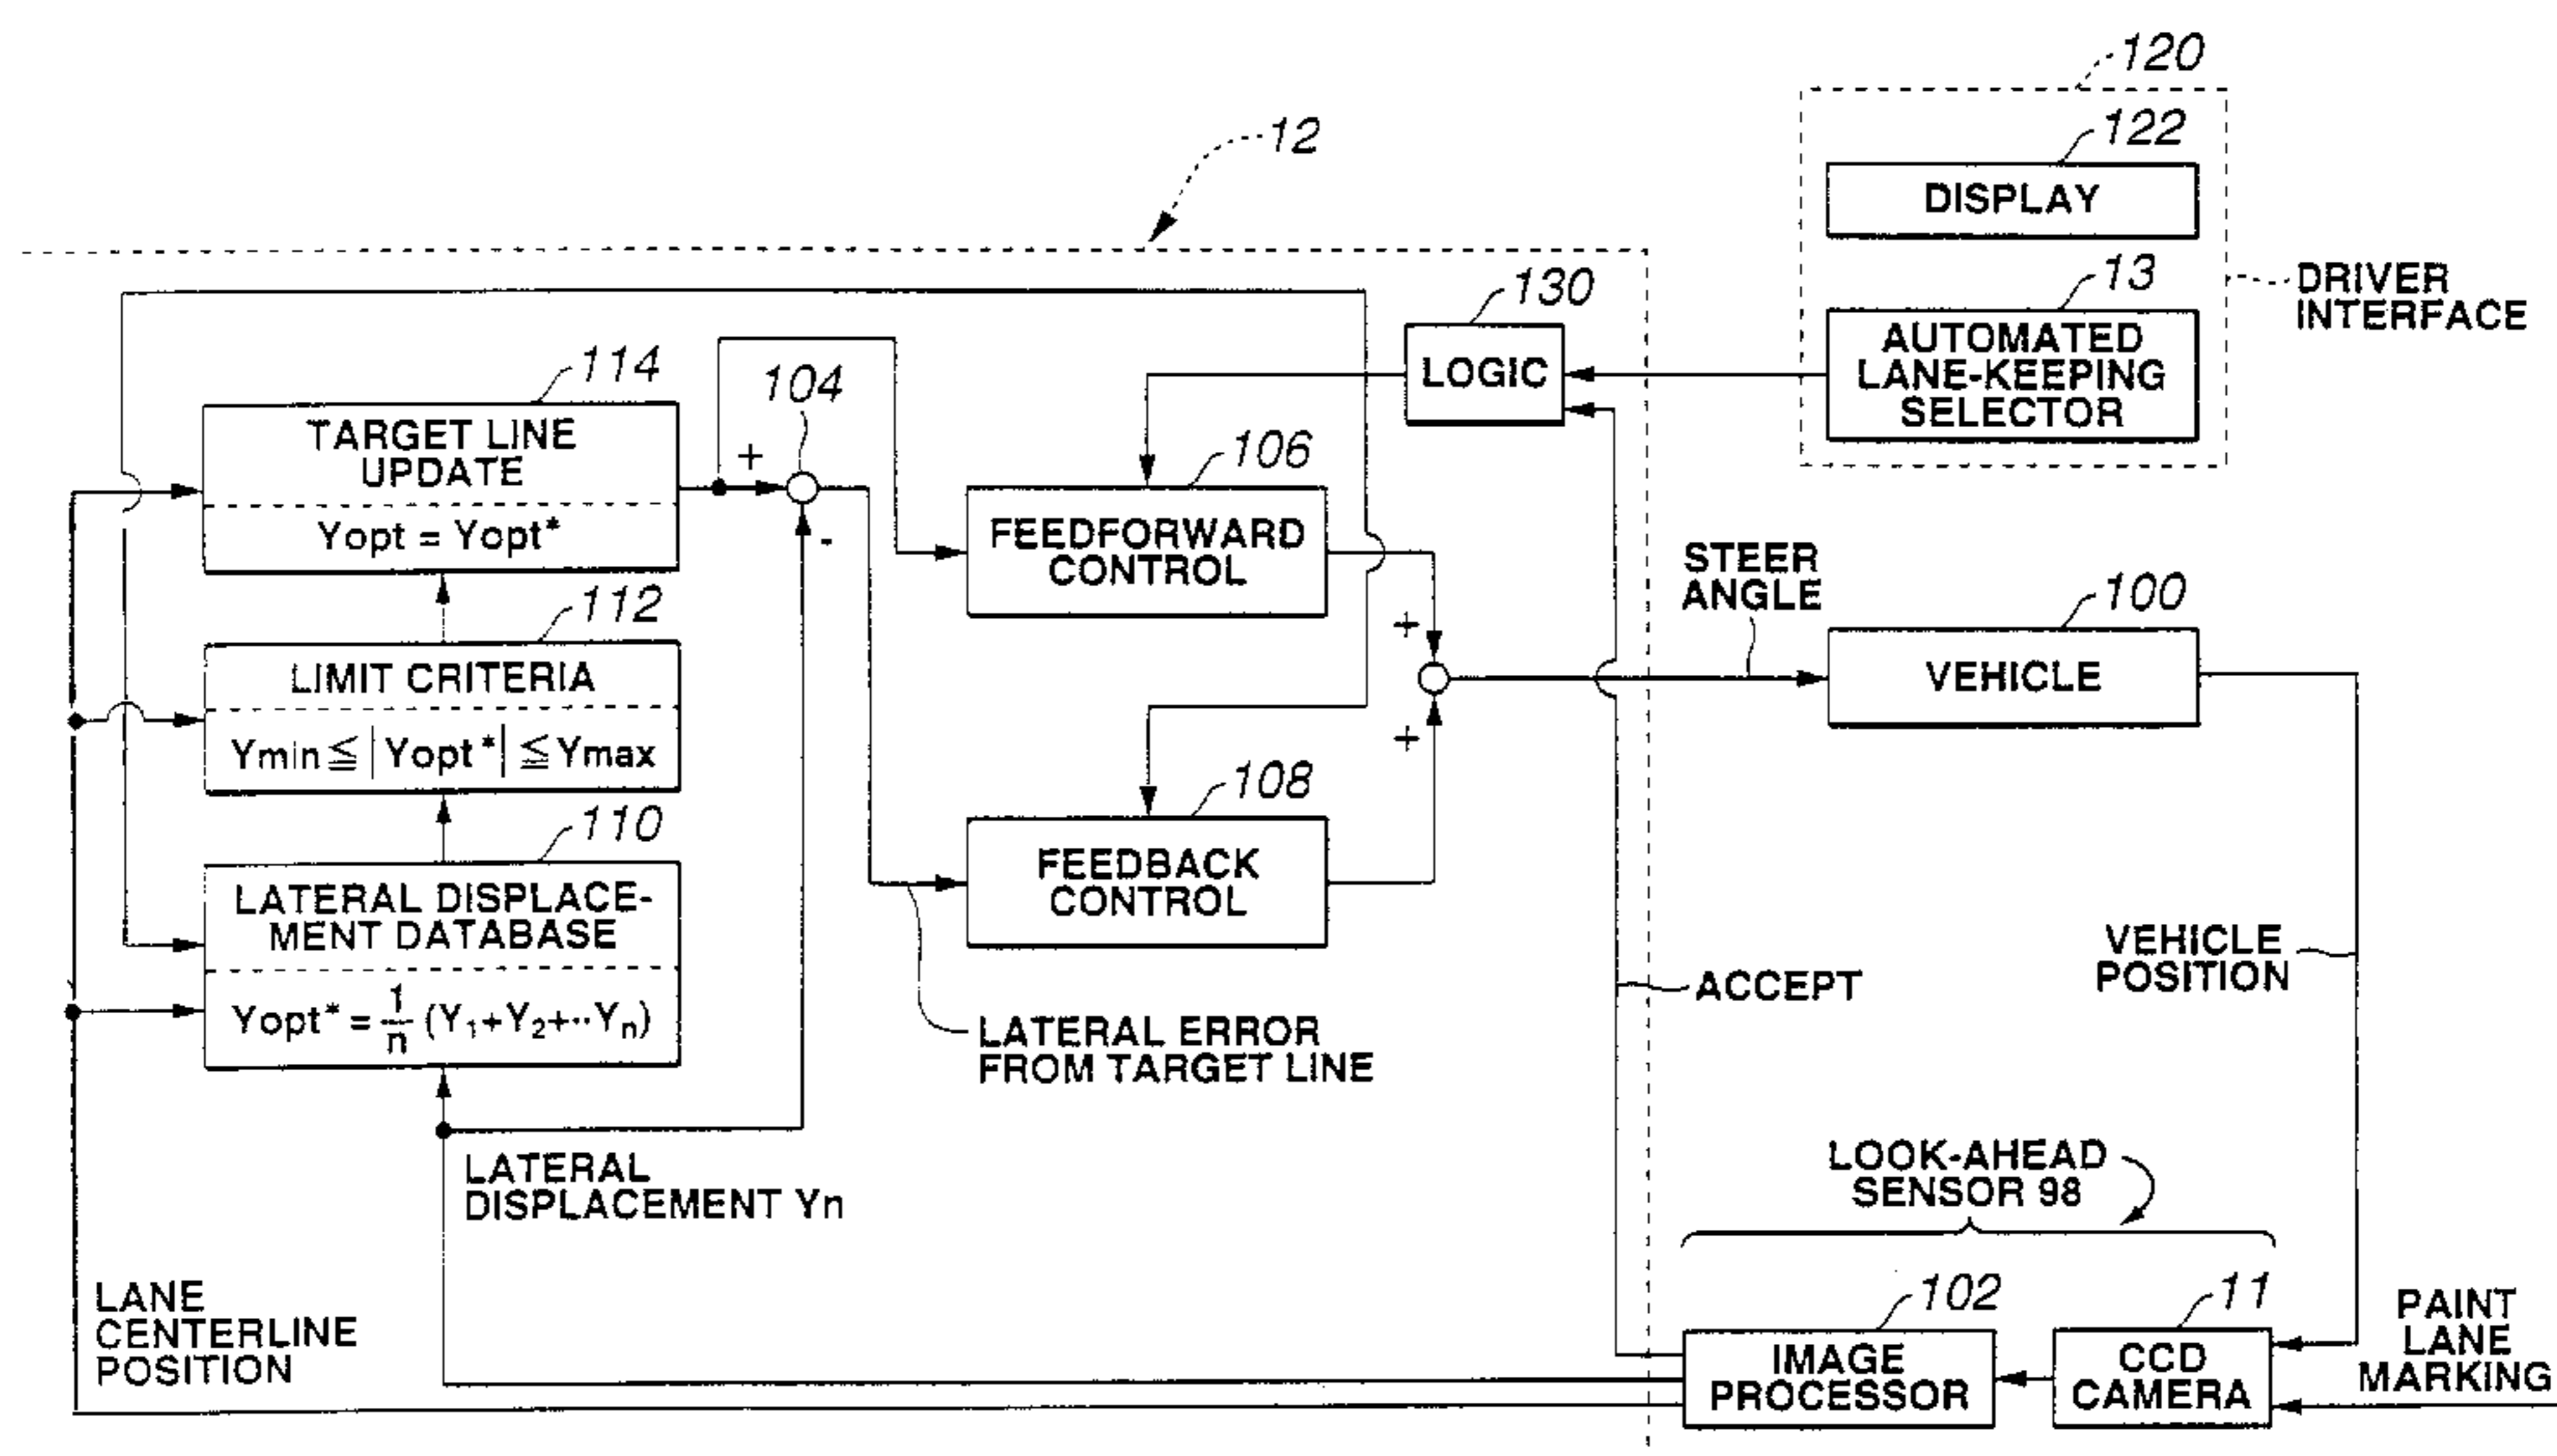 120
122
DISPLAY
12
13
DRIVER
INTERFACE
AUTOMATED
LANE-KEEPING
SELECTOR
130
LOGIC
114
TARGET LINE
UPDATE
Yopt = Yopt*
104
+
-
106
FEEDFORWARD
CONTROL
STEER
ANGLE
100
VEHICLE
+
+
112
LIMIT CRITERIA
Ymin ≦ |Yopt*| ≦ Ymax
108
FEEDBACK
CONTROL
110
LATERAL DISPLACE-
MENT DATABASE
Yopt* = 1/n (Y1+Y2+··Yn)
VEHICLE
POSITION
ACCEPT
LATERAL ERROR
FROM TARGET LINE
LATERAL
DISPLACEMENT Yn
LOOK-AHEAD
SENSOR 98
LANE
CENTERLINE
POSITION
102
IMAGE
PROCESSOR
11
CCD
CAMERA
PAINT
LANE
MARKING